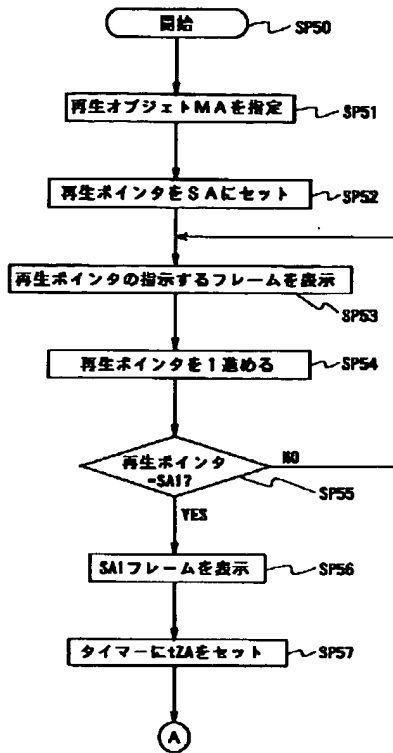 開始
SP50
再生オブジェトMAを指定
SP51
再生ポインタをSAにセット
SP52
再生ポインタの指示するフレームを表示
SP53
再生ポインタを1進める
SP54
再生ポインタ
=SA1?
NO
SP55
YES
SA1フレームを表示
SP56
タイマーにtZAをセット
SP57
A